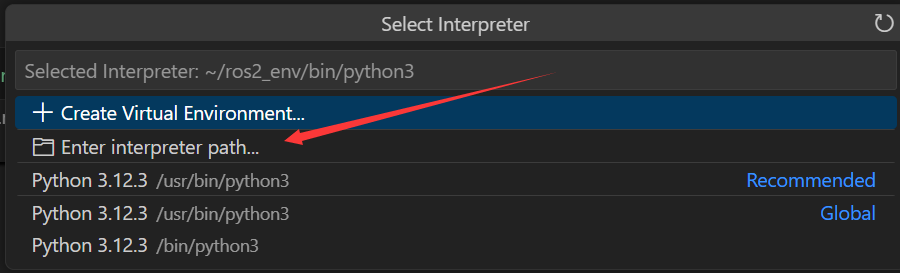 Select Interpreter
Selected Interpreter: ~/ros2_env/bin/python3
+ Create Virtual Environment...
Enter interpreter path...
Python 3.12.3 /usr/bin/python3 Recommended
Python 3.12.3 /usr/bin/python3 Global
Python 3.12.3 /bin/python3